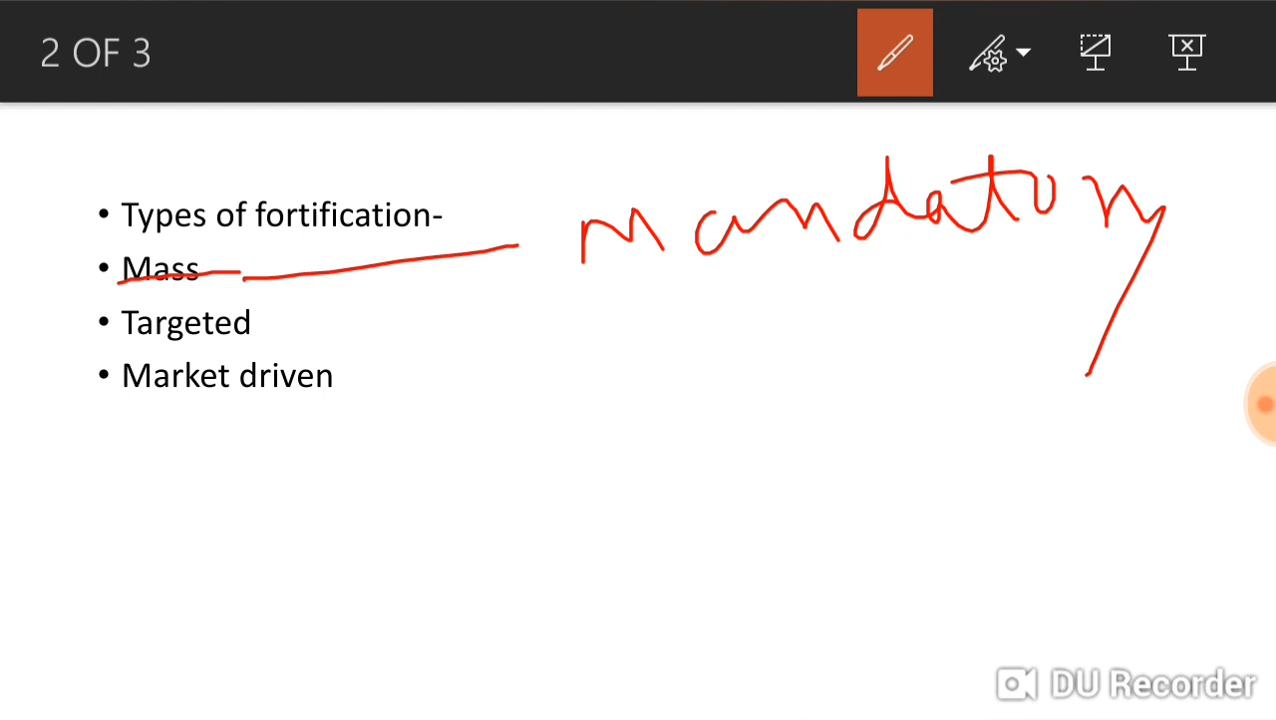 2 OF 3
• Types of fortification-
Mandatory
• Mass
• Targeted
• Market driven
DU Recorder